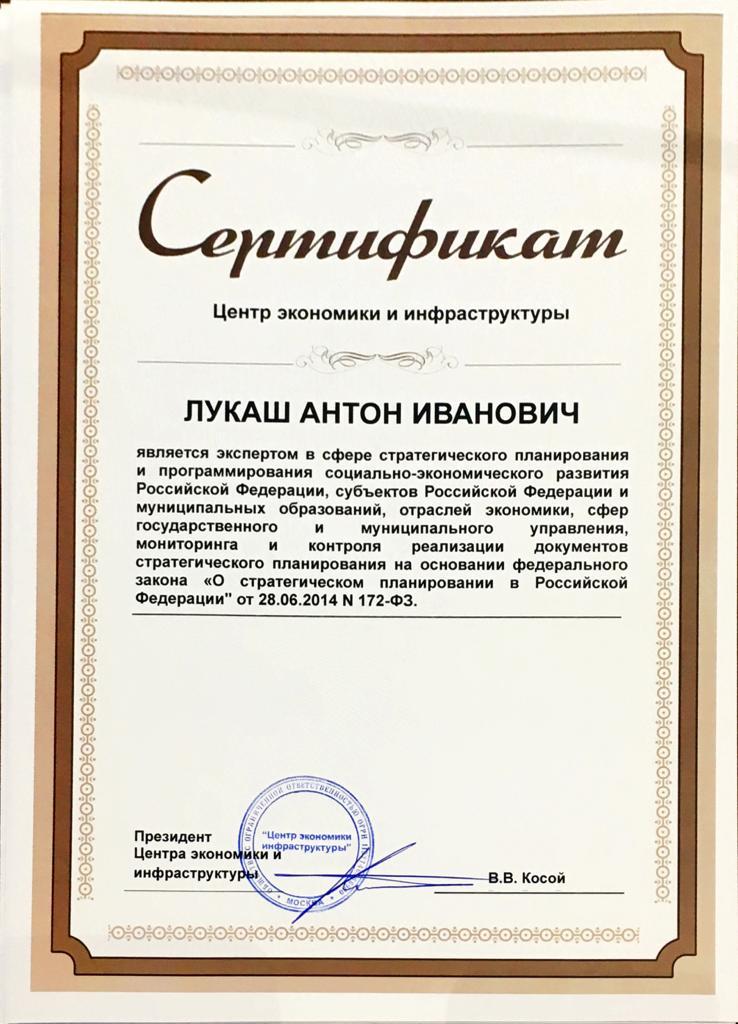 Сертификат
Центр экономики и инфраструктуры
ЛУКАШ АНТОН ИВАНОВИЧ
является экспертом в сфере стратегического планирования
и программирования социально-экономического развития
Российской Федерации, субъектов Российской Федерации и
муниципальных образований, отраслей экономики, сфер
государственного и муниципального управления,
мониторинга и контроля реализации документов
стратегического планирования на основании федерального
закона «О стратегическом планировании в Российской
Федерации" от 28.06.2014 N 172-ФЗ.
Президент
Центра экономики и
инфраструктуры
В.В. Косой
С ОГРАНИЧЕННОЙ ОТВЕТСТВЕННОСТЬЮ ОГРН
"Центр экономики
инфраструктуры"
МОСКВА